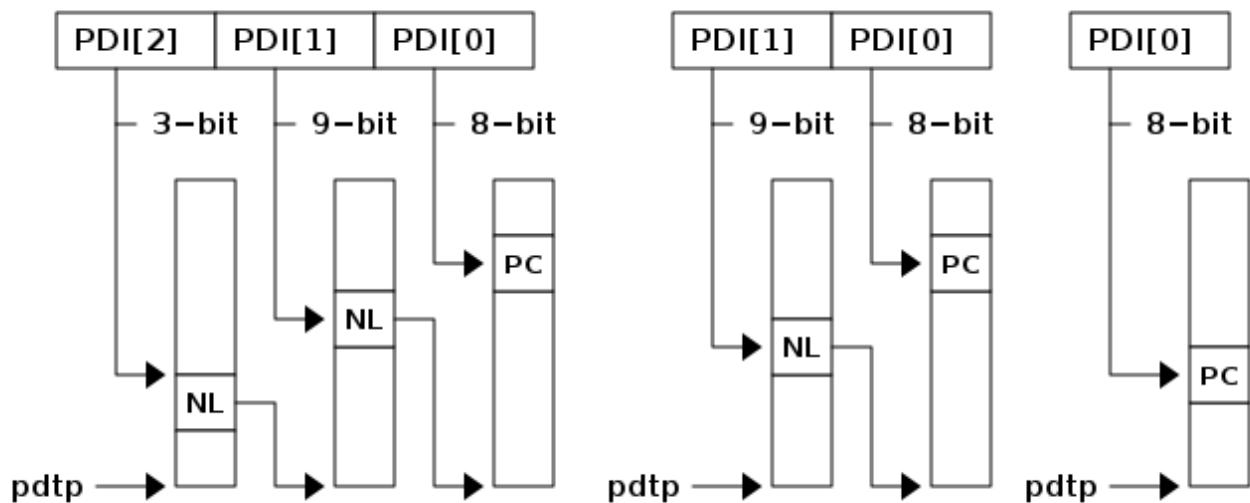 PDI[2] PDI[1] PDI[0] PDI[1] PDI[0] PDI[0]
3-bit 9-bit 8-bit 9-bit 8-bit 8-bit
PC PC
NL NL
NL PC
pdtp pdtp pdtp